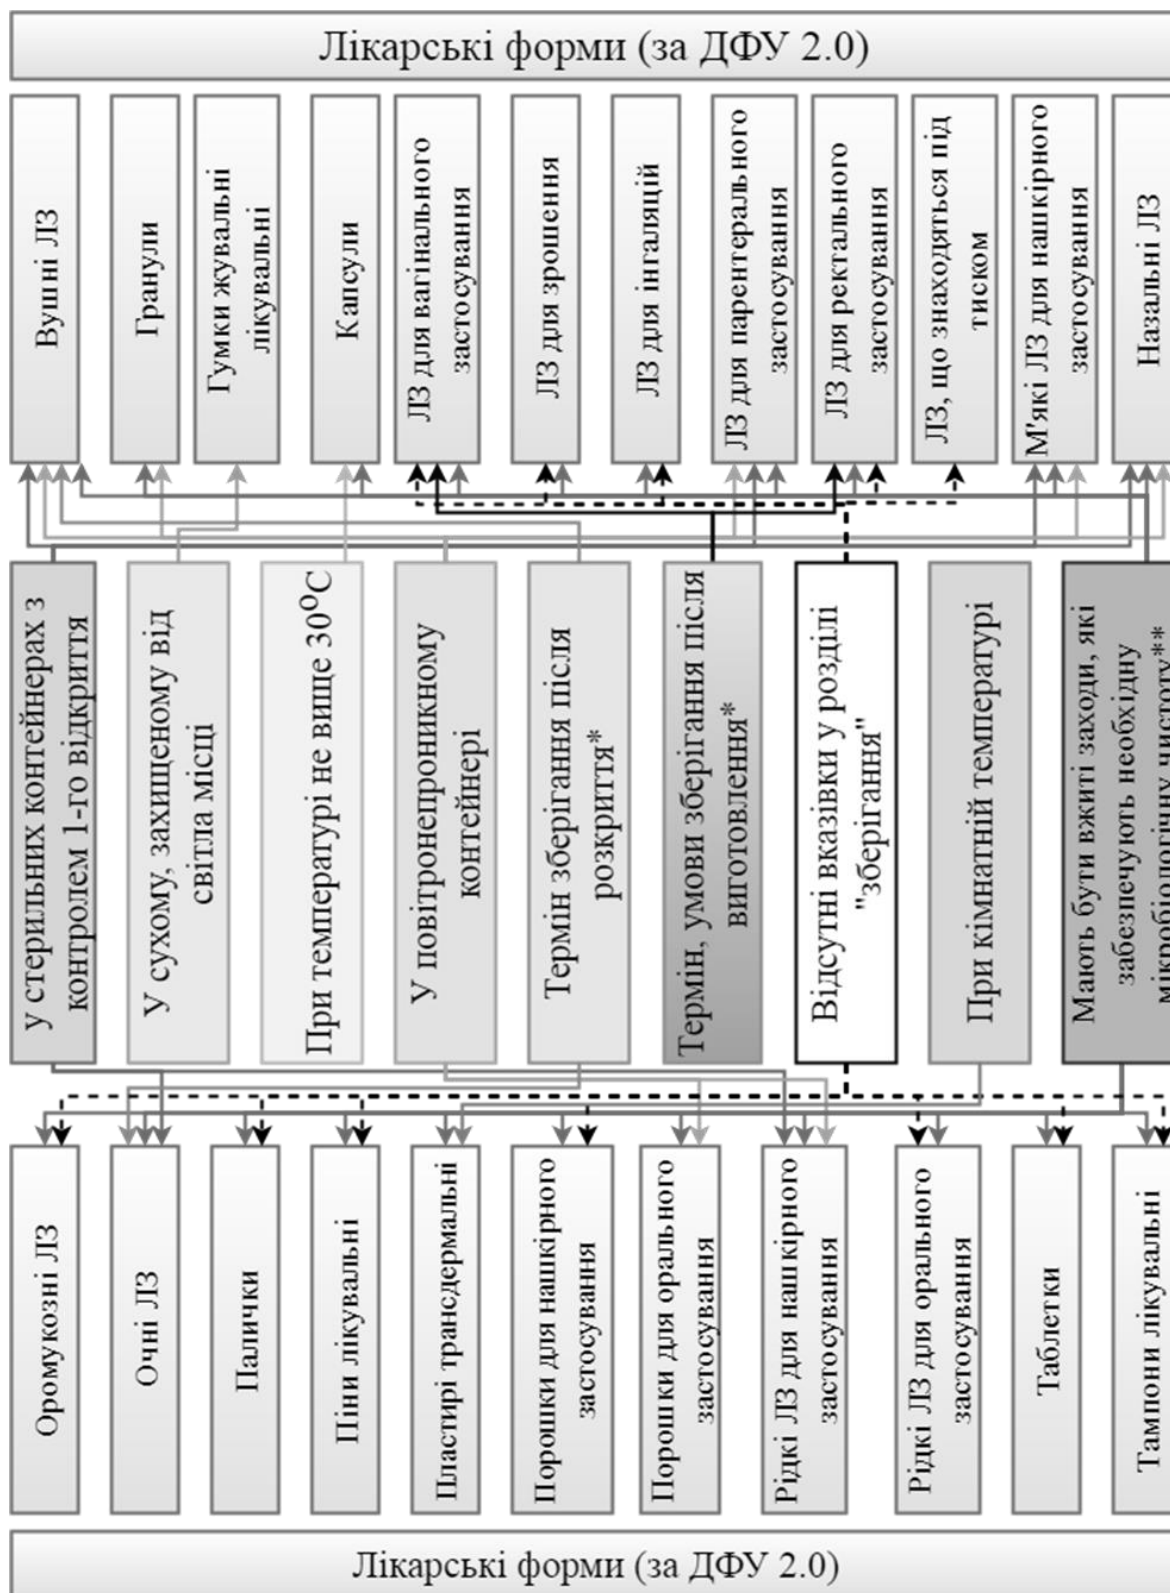 Лікарські форми (за ДФУ 2.0)
Вушні ЛЗ
Гранули
Гумки жувальні
лікувальні
Капсули
ЛЗ для вагінального
застосування
ЛЗ для зрошення
ЛЗ для інгаляцій
ЛЗ для парентерального
застосування
ЛЗ для ректального
застосування
ЛЗ, що знаходяться під
тиском
М'які ЛЗ для нашкірного
застосування
Назальні ЛЗ
у стерильних контейнерах з
контролем 1-го відкриття
У сухому, захищеному від
світла місці
При температурі не вище 30°С
У повітронепроникному
контейнері
Термін зберігання після
розкриття*
Термін, умови зберігання після
виготовлення*
Відсутні вказівки у розділі
"зберігання"
При кімнатній температурі
Мають бути вжиті заходи, які
забезпечують необхідну
мікробіологічну чистоту**
Оромукозні ЛЗ
Очні ЛЗ
Палички
Піни лікувальні
Пластирі трансдермальні
Порошки для нашкірного
застосування
Порошки для орального
застосування
Рідкі ЛЗ для нашкірного
застосування
Рідкі ЛЗ для орального
застосування
Таблетки
Тампони лікувальні
Лікарські форми (за ДФУ 2.0)